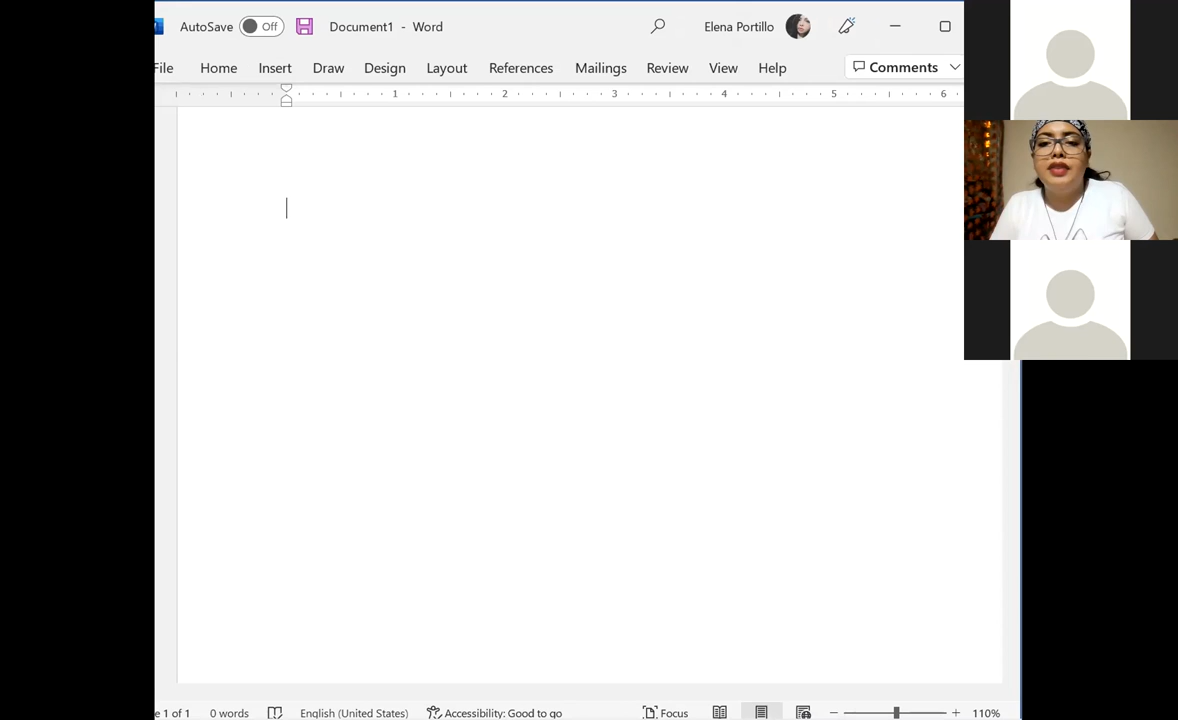 AutoSave Off Document1 - Word Elena Portillo
File Home Insert Draw Design Layout References Mailings Review View Help Comments
1 2 3 4 5 6
e 1 of 1 0 words English (United States) Accessibility: Good to go Focus 110%